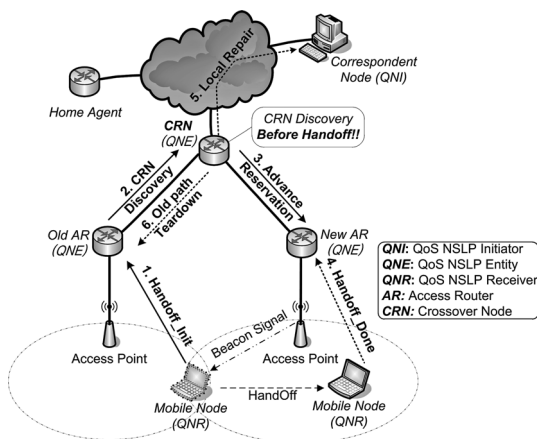 5. Local Repair
Correspondent
Node (QNI)
Home Agent
CRN
(QNE)
CRN Discovery
Before Handoff!!
2. CRN
Discovery
3. Advance
Reservation
6. Old path
Teardown
Old AR
(QNE)
New AR
(QNE)
1. Handoff_Init
4. Handoff_Done
QNI: QoS NSLP Initiator
QNE: QoS NSLP Entity
QNR: QoS NSLP Receiver
AR: Access Router
CRN: Crossover Node
Access Point
Beacon Signal
Access Point
HandOff
Mobile Node
(QNR)
Mobile Node
(QNR)